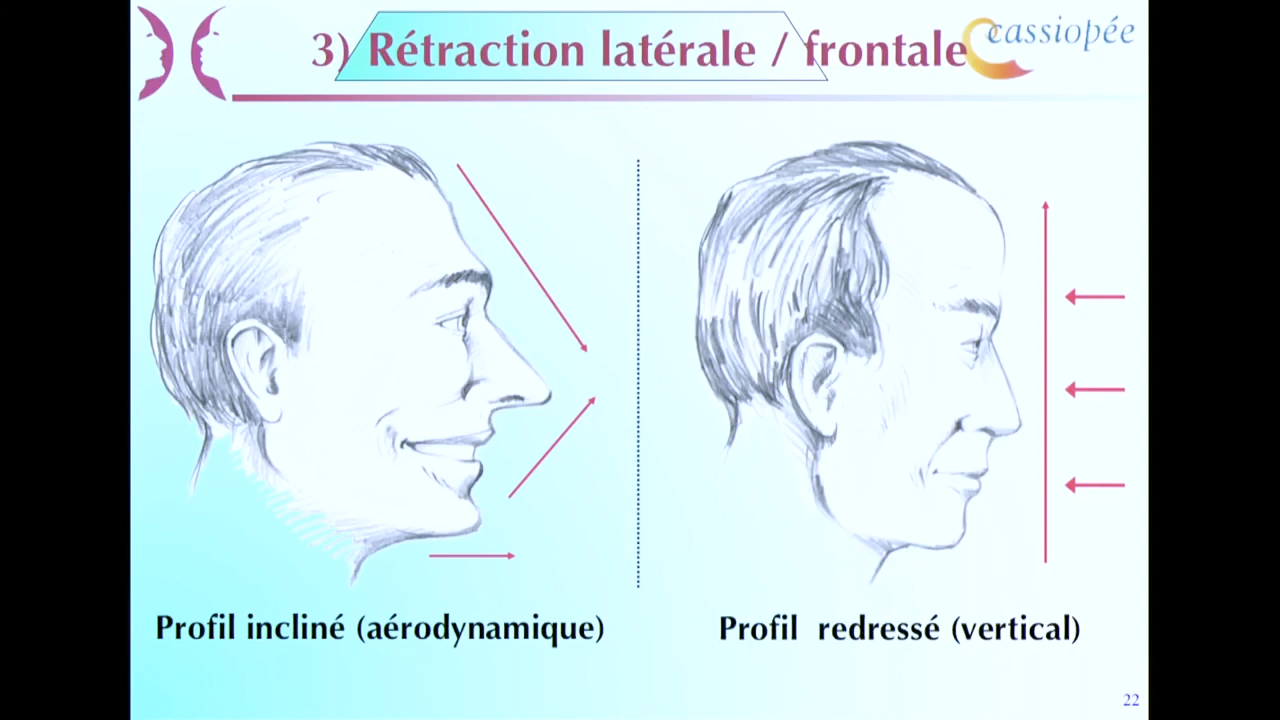 3) Rétraction latérale / frontale
cassiopée
Profil incliné (aérodynamique)
Profil redressé (vertical)
22